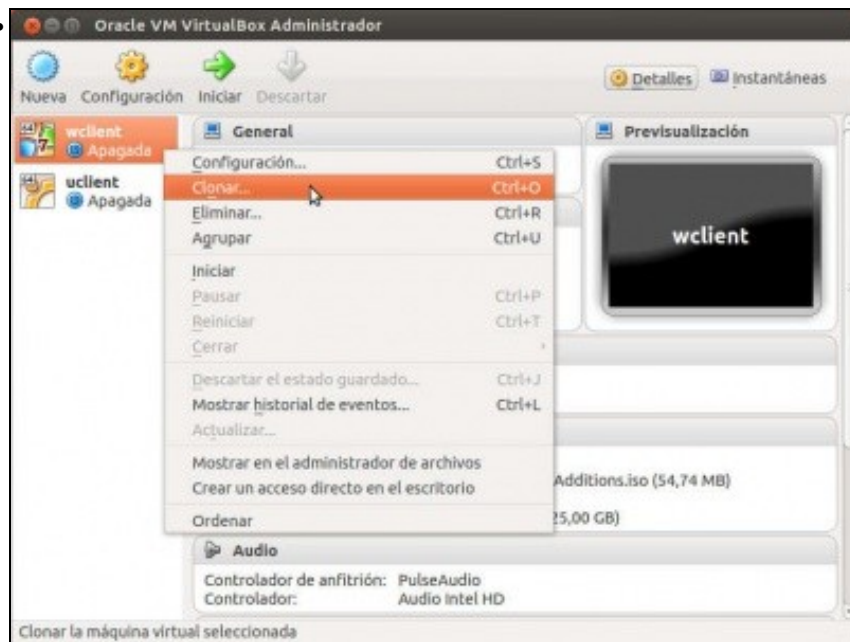 Oracle VM VirtualBox Administrador
Nueva Configuración Iniciar Descartar
Detalles Instantáneas
wclient
Apagada
uclient
Apagada
General
Previsualización
wclient
Configuración... Ctrl+S
Clonar... Ctrl+O
Eliminar... Ctrl+R
Agrupar Ctrl+U
Iniciar
Pausar Ctrl+P
Reiniciar Ctrl+T
Cerrar
Descartar el estado guardado... Ctrl+J
Mostrar historial de eventos... Ctrl+L
Actualizar...
Mostrar en el administrador de archivos
Crear un acceso directo en el escritorio
Ordenar
Additions.iso (54,74 MB)
25,00 GB)
Audio
Controlador de anfitrión: PulseAudio
Controlador: Audio Intel HD
Clonar la máquina virtual seleccionada